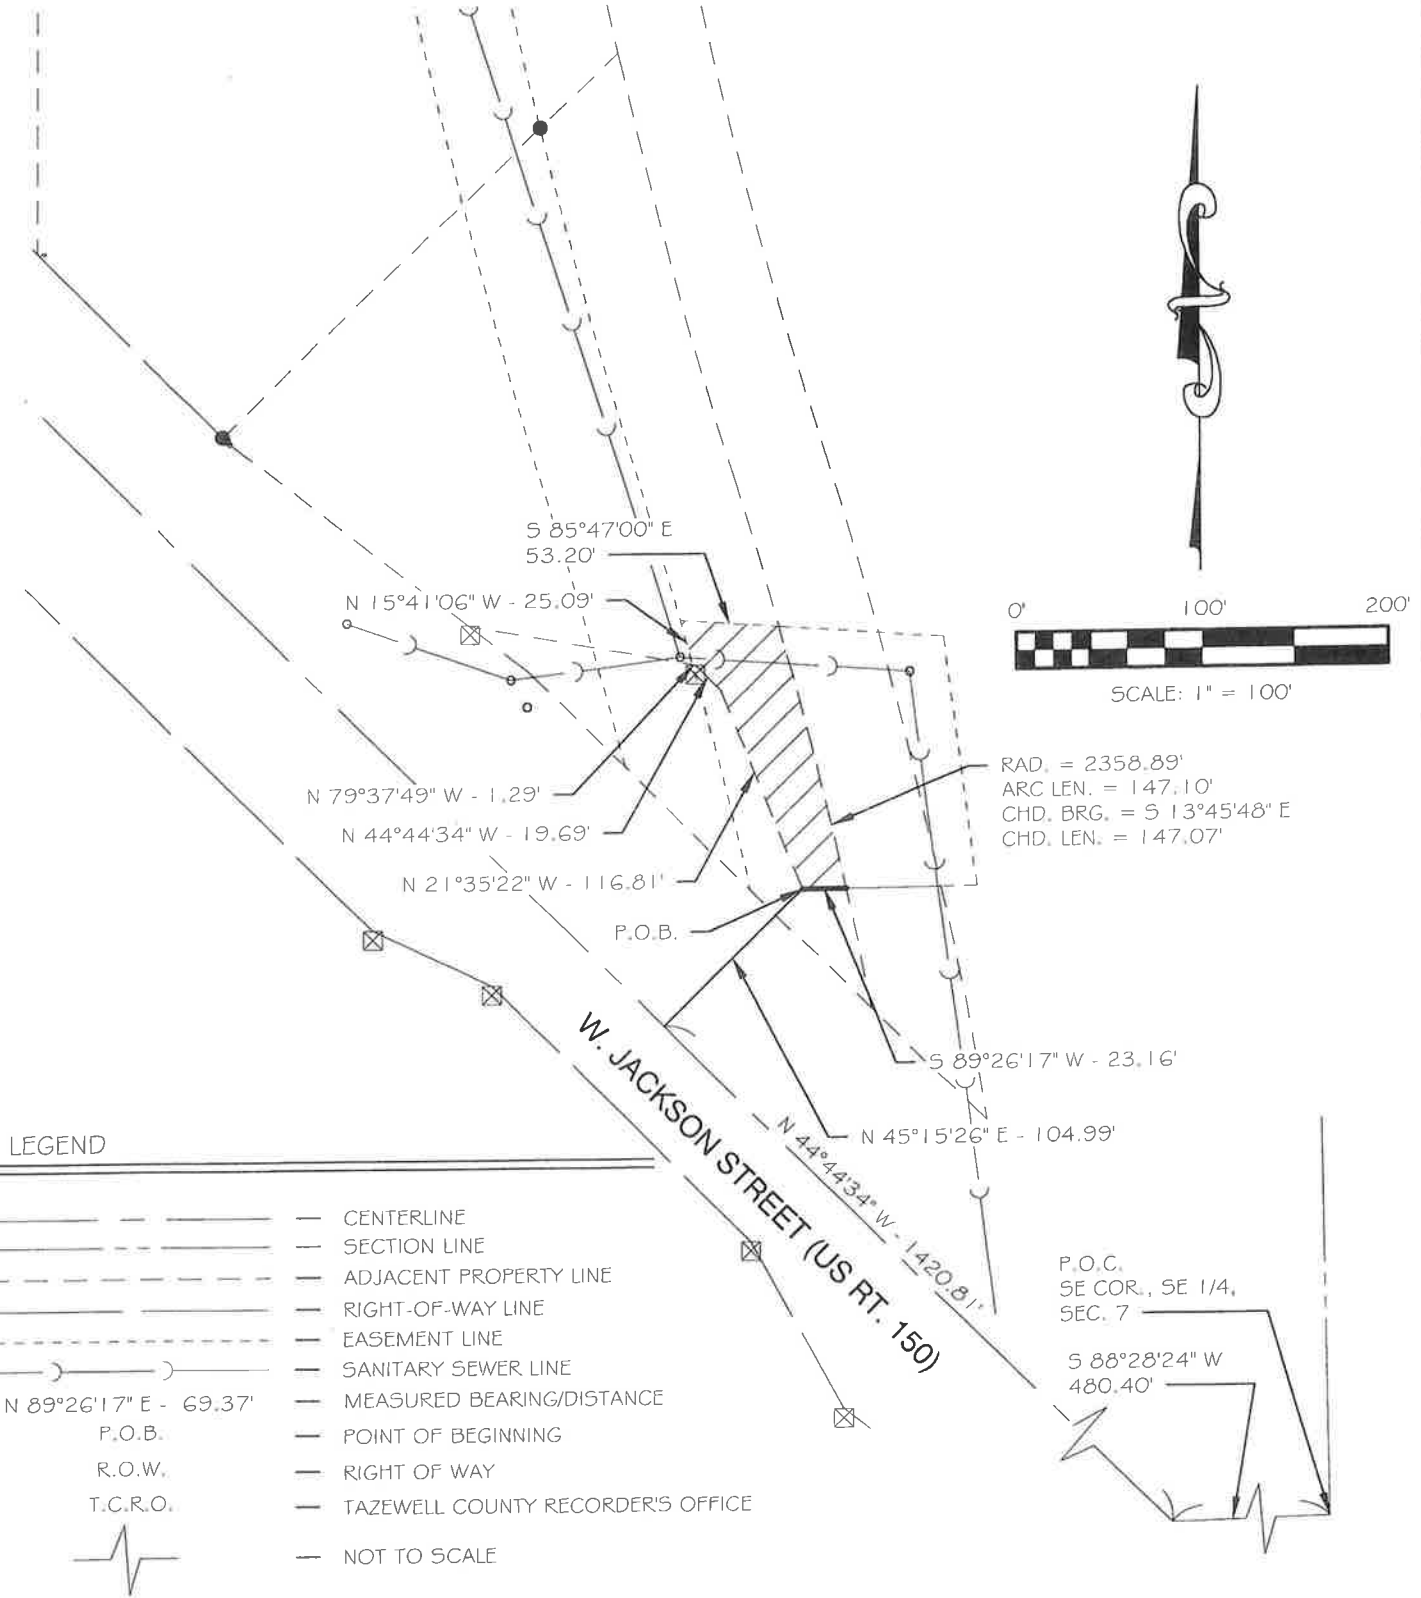 S 85°47'00" E
53.20'
N 15°41'06" W - 25.09'
0' 100' 200'
SCALE: 1" = 100'
RAD. = 2358.89'
ARC LEN. = 147.10'
CHD. BRG. = S 13°45'48" E
CHD. LEN. = 147.07'
N 79°37'49" W - 1.29'
N 44°44'34" W - 19.69'
N 21°35'22" W - 116.81'
P.O.B.
S 89°26'17" W - 23.16'
N 45°15'26" E - 104.99'
N 44°44'34" W - 1420.81'
W. JACKSON STREET (US RT. 150)
P.O.C.
SE COR., SE 1/4,
SEC. 7
S 88°28'24" W
480.40'
LEGEND
— CENTERLINE
— SECTION LINE
— ADJACENT PROPERTY LINE
— RIGHT-OF-WAY LINE
— EASEMENT LINE
— SANITARY SEWER LINE
N 89°26'17" E - 69.37' — MEASURED BEARING/DISTANCE
P.O.B. — POINT OF BEGINNING
R.O.W. — RIGHT OF WAY
T.C.R.O. — TAZEWELL COUNTY RECORDER'S OFFICE
— NOT TO SCALE